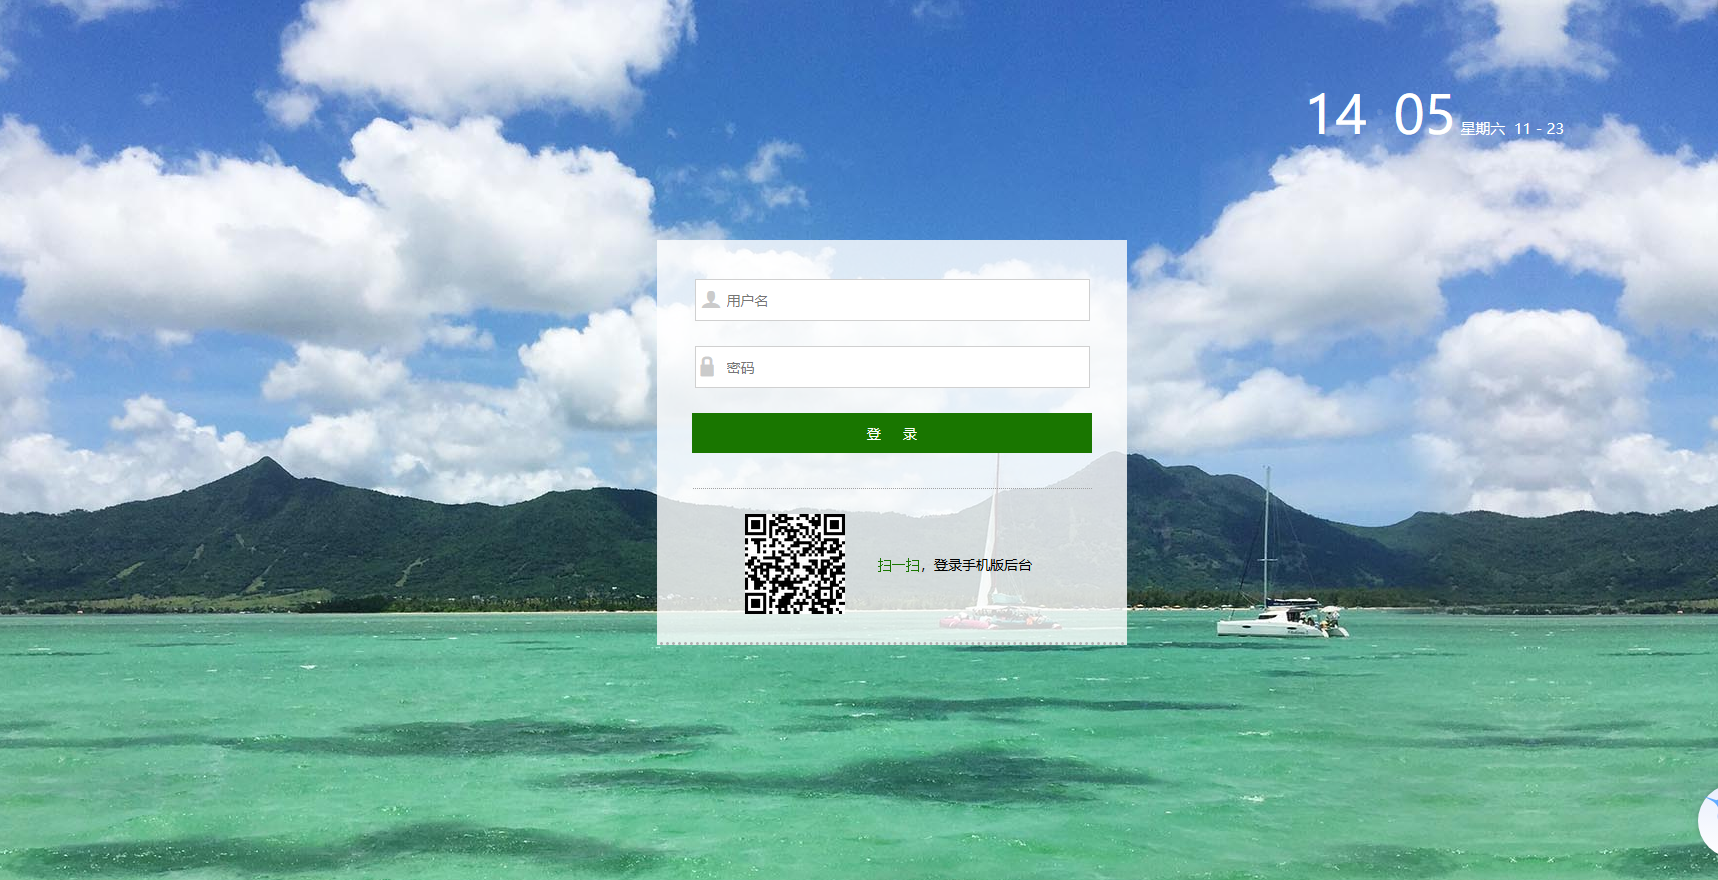 14 05 星期六 11 - 23
用户名
密码
登 录
扫一扫，登录手机版后台